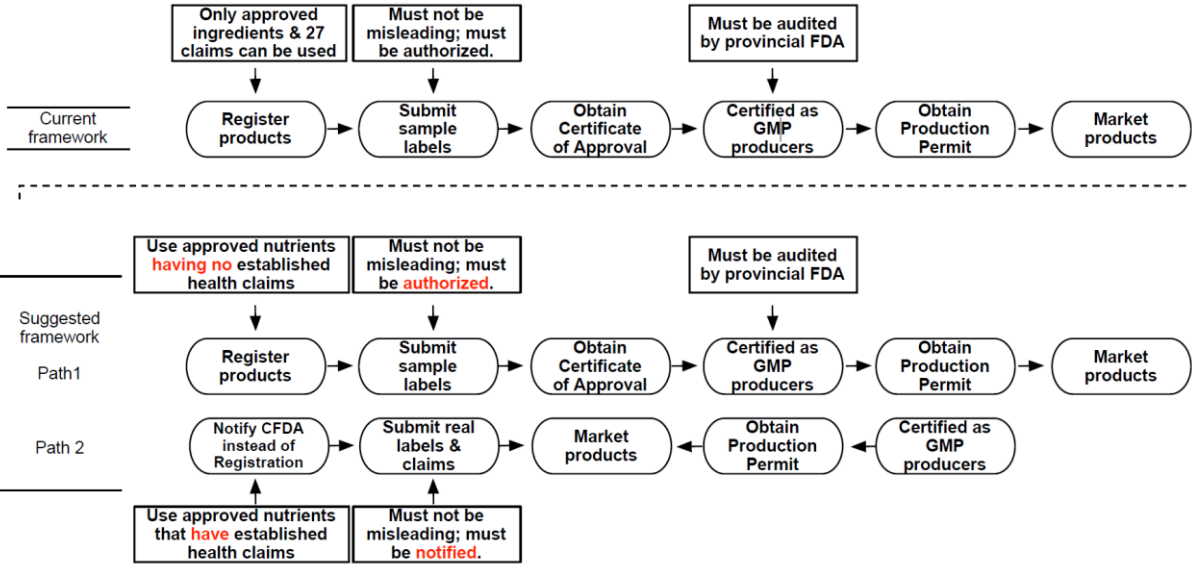 Only approved
ingredients & 27
claims can be used
Must not be
misleading; must
be authorized.
Must be audited
by provincial FDA
Current
framework
Register
products
Submit
sample
labels
Obtain
Certificate
of Approval
Certified as
GMP
producers
Obtain
Production
Permit
Market
products
Use approved nutrients
having no established
health claims
Must not be
misleading; must
be authorized.
Must be audited
by provincial FDA
Suggested
framework
Path1
Register
products
Submit
sample
labels
Obtain
Certificate
of Approval
Certified as
GMP
producers
Obtain
Production
Permit
Market
products
Path 2
Notify CFDA
instead of
Registration
Submit real
labels &
claims
Market
products
Obtain
Production
Permit
Certified as
GMP
producers
Use approved nutrients
that have established
health claims
Must not be
misleading; must
be notified.